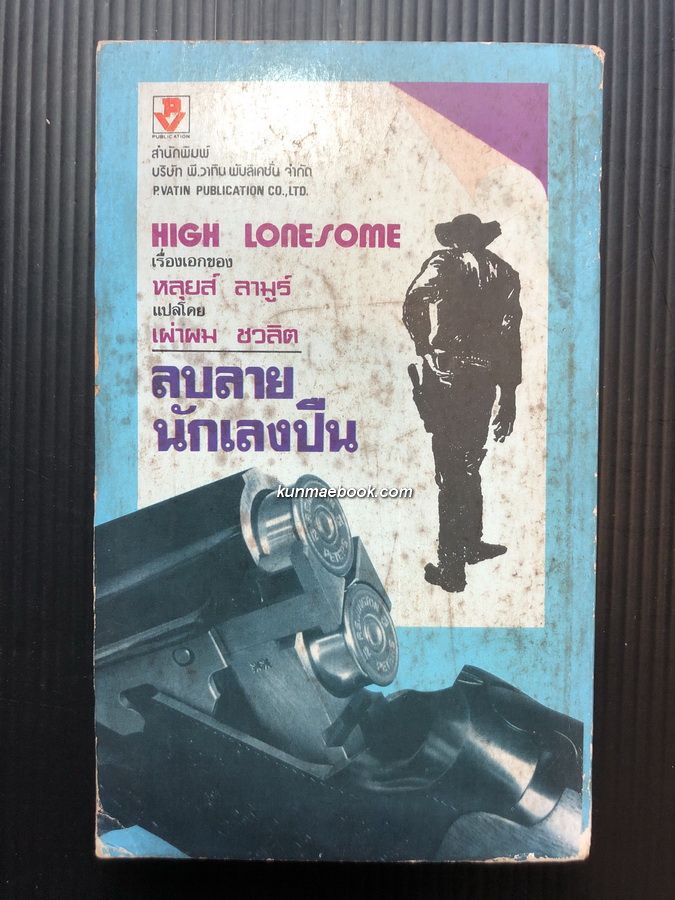 PV
PUBLICATION
สำนักพิมพ์
บริษัท พี.วาทิน พับลิเคชั่น จำกัด
P.VATIN PUBLICATION CO.,LTD.
HIGH LONESOME
เรื่องเอกของ
หลุยส์ ลามูร์
แปลโดย
เผ่าผม ชวลิต
ลบลาย
นักเลงปืน
kunmaebook.com
PETERS
PETERS